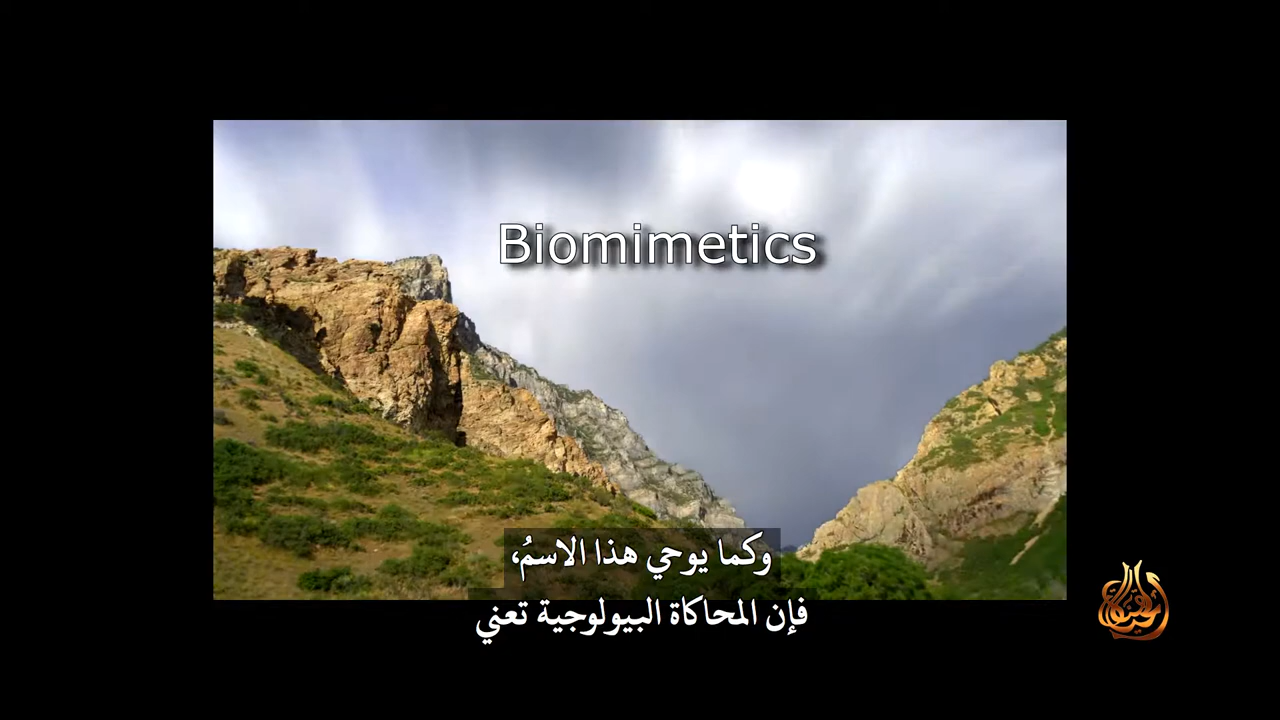 Biomimetics
وكما يوحي هذا الاسمُ،
فإن المحاكاة البيولوجية تعني